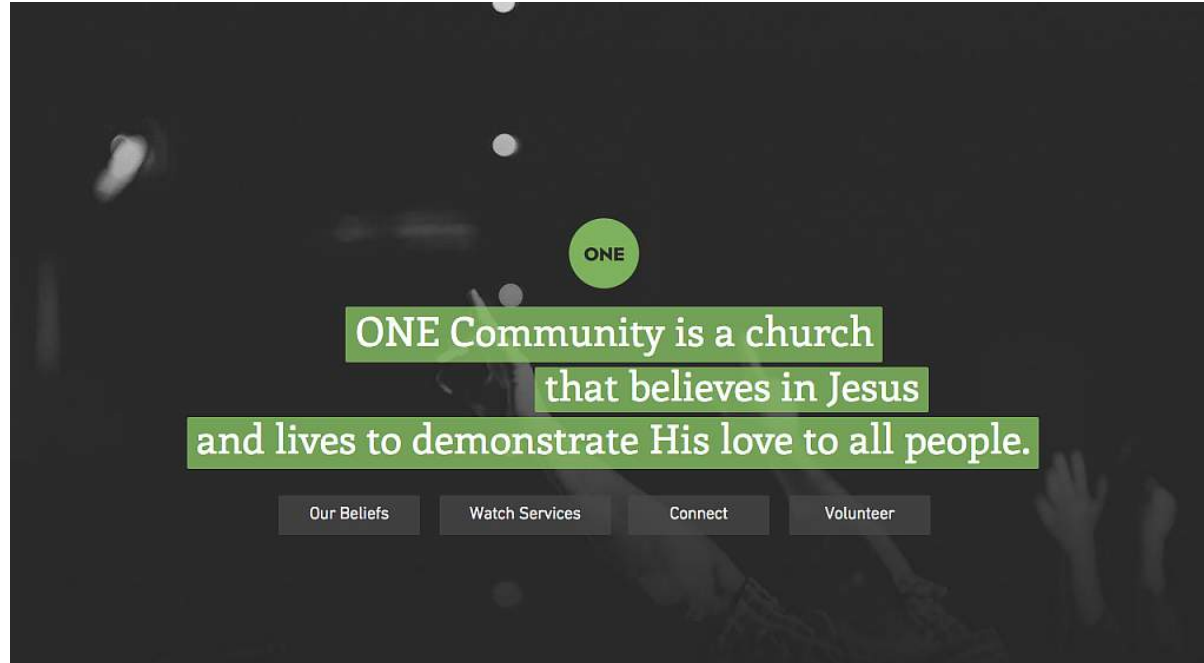 ONE
ONE Community is a church
that believes in Jesus
and lives to demonstrate His love to all people.
Our Beliefs
Watch Services
Connect
Volunteer